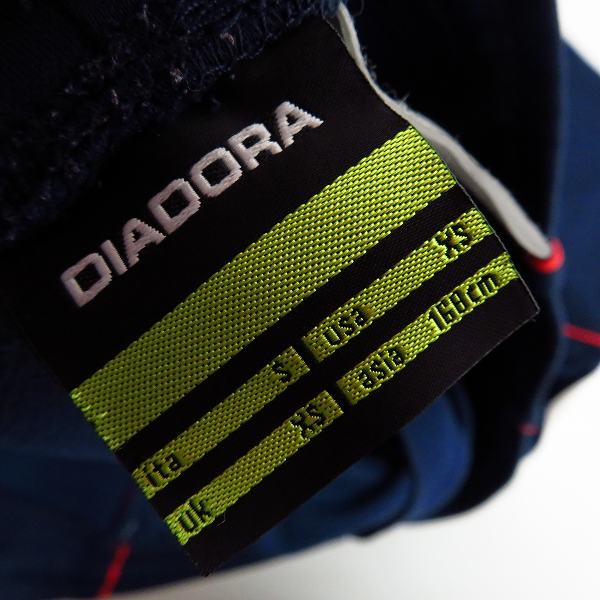 DIADORA
ita S usa XS
uk XS asia 160cm